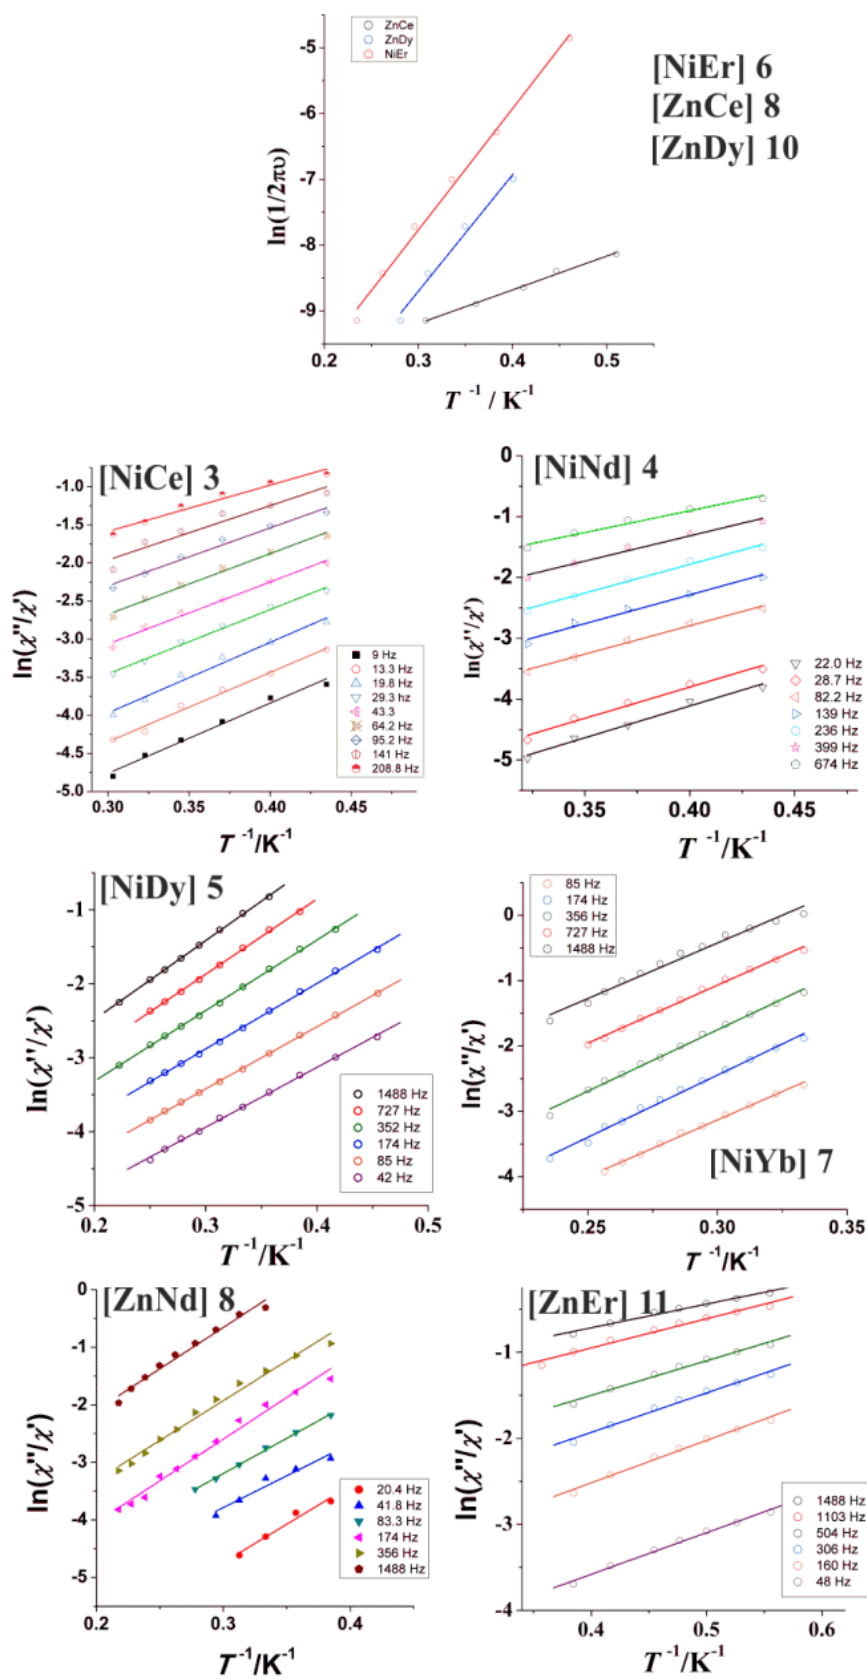 ZnCe
ZnDy
NiEr
[NiEr] 6
[ZnCe] 8
[ZnDy] 10
-5
-6
-7
-8
-9
ln(1/2πυ)
0.2 0.3 0.4 0.5
T⁻¹ / K⁻¹
[NiCe] 3
-1.0
-1.5
-2.0
-2.5
-3.0
-3.5
-4.0
-4.5
-5.0
ln(χ''/χ')
9 Hz
13.3 Hz
19.8 Hz
29.3 hz
43.3
64.2 Hz
95.2 Hz
141 Hz
208.8 Hz
0.30 0.35 0.40 0.45
T⁻¹/K⁻¹
[NiNd] 4
0
-1
-2
-3
-4
-5
ln(χ''/χ')
22.0 Hz
28.7 Hz
82.2 Hz
139 Hz
236 Hz
399 Hz
674 Hz
0.35 0.40 0.45
T⁻¹/K⁻¹
[NiDy] 5
-1
-2
-3
-4
-5
ln(χ''/χ')
1488 Hz
727 Hz
352 Hz
174 Hz
85 Hz
42 Hz
0.2 0.3 0.4 0.5
T⁻¹/K⁻¹
85 Hz
174 Hz
356 Hz
727 Hz
1488 Hz
0
-1
-2
-3
-4
ln(χ''/χ')
[NiYb] 7
0.25 0.30 0.35
T⁻¹/K⁻¹
[ZnNd] 8
0
-1
-2
-3
-4
-5
ln(χ''/χ')
20.4 Hz
41.8 Hz
83.3 Hz
174 Hz
356 Hz
1488 Hz
0.2 0.3 0.4
T⁻¹/K⁻¹
[ZnEr] 11
-1
-2
-3
-4
ln(χ''/χ')
1488 Hz
1103 Hz
504 Hz
306 Hz
160 Hz
48 Hz
0.4 0.5 0.6
T⁻¹/K⁻¹